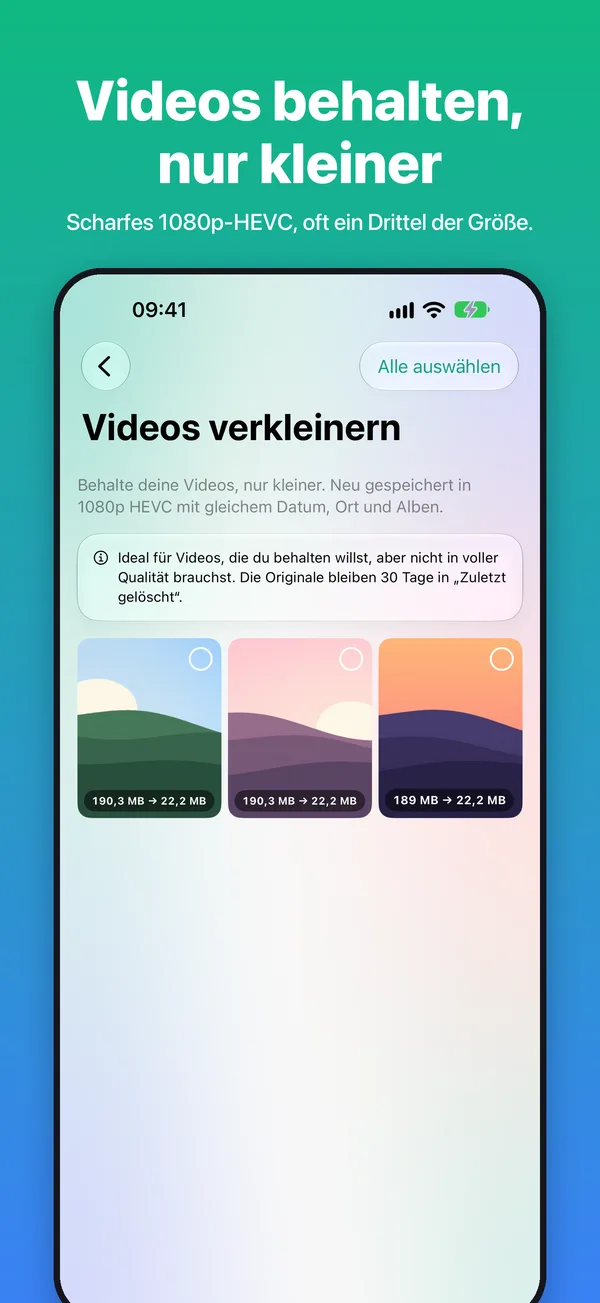 Videos behalten,
nur kleiner
Scharfes 1080p-HEVC, oft ein Drittel der Größe.
09:41
Alle auswählen
Videos verkleinern
Behalte deine Videos, nur kleiner. Neu gespeichert in
1080p HEVC mit gleichem Datum, Ort und Alben.
Ideal für Videos, die du behalten willst, aber nicht in voller
Qualität brauchst. Die Originale bleiben 30 Tage in „Zuletzt
gelöscht“.
190,3 MB → 22,2 MB
190,3 MB → 22,2 MB
189 MB → 22,2 MB